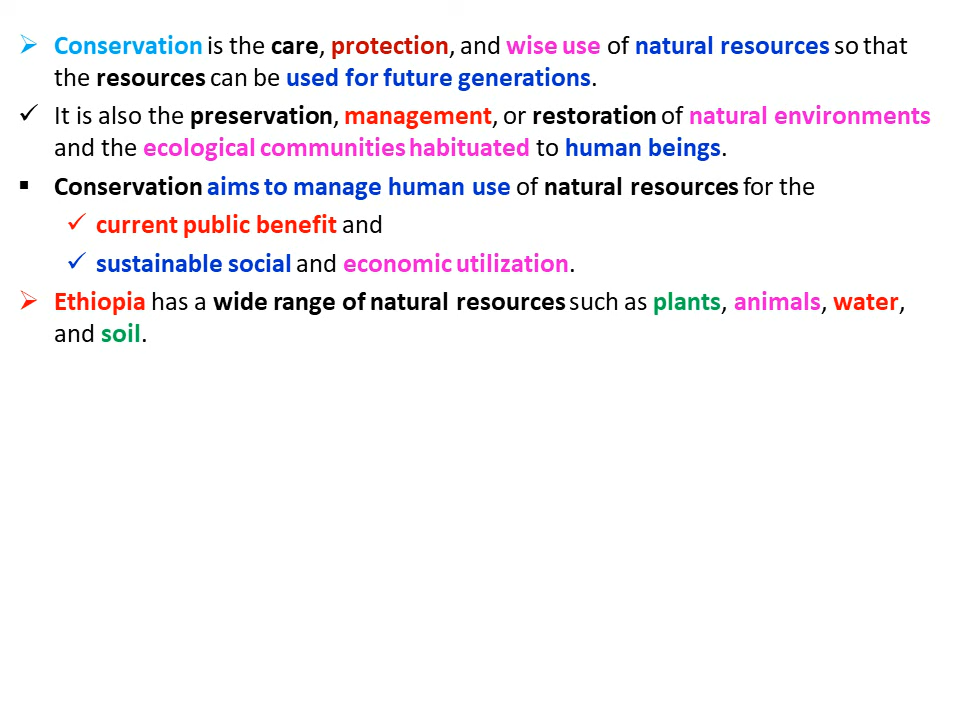 ➢ Conservation is the care, protection, and wise use of natural resources so that
the resources can be used for future generations.
✓ It is also the preservation, management, or restoration of natural environments
and the ecological communities habituated to human beings.
▪ Conservation aims to manage human use of natural resources for the
✓ current public benefit and
✓ sustainable social and economic utilization.
➢ Ethiopia has a wide range of natural resources such as plants, animals, water,
and soil.